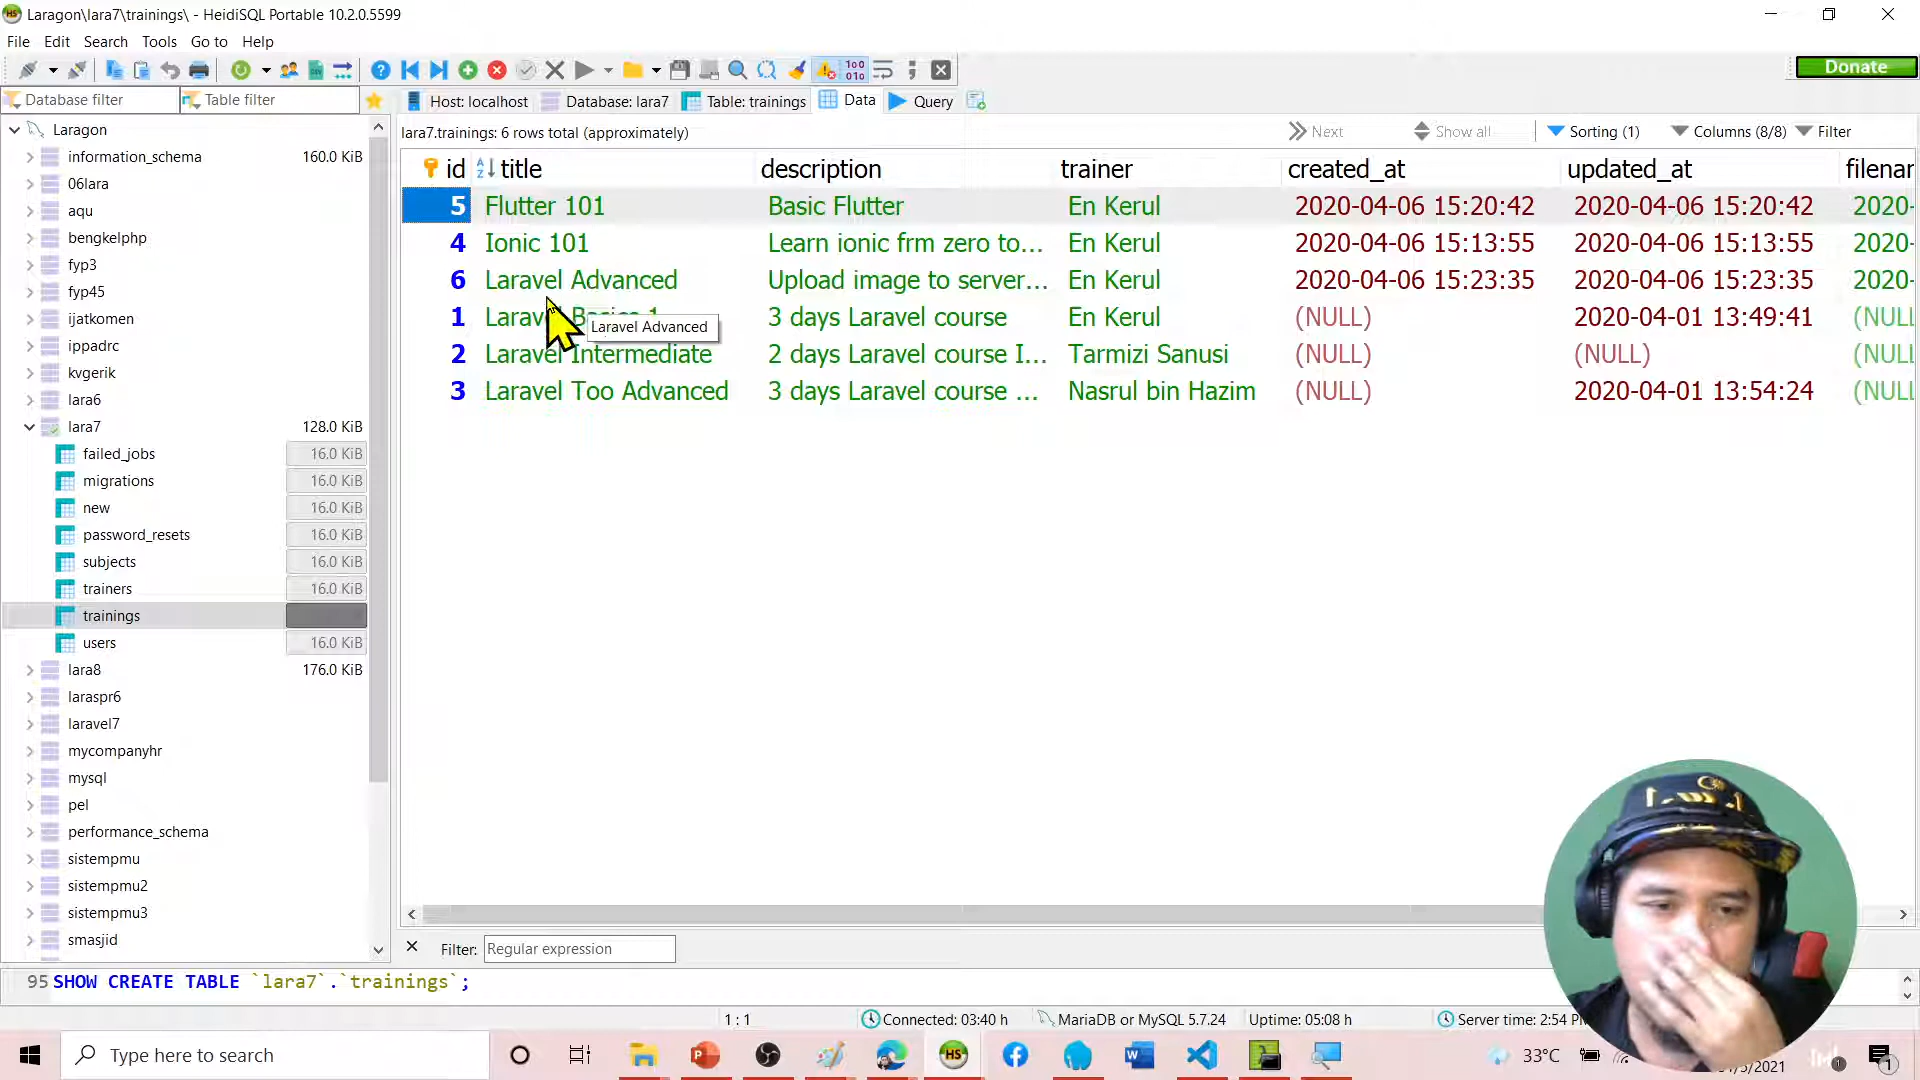 Laragon\lara7\trainings\ - HeidiSQL Portable 10.2.0.5599
File Edit Search Tools Go to Help
Donate
Database filter Table filter Host: localhost Database: lara7 Table: trainings Data Query
lara7.trainings: 6 rows total (approximately) Next Show all Sorting (1) Columns (8/8) Filter
id title description trainer created_at updated_at filenar
5 Flutter 101 Basic Flutter En Kerul 2020-04-06 15:20:42 2020-04-06 15:20:42 2020-
4 Ionic 101 Learn ionic frm zero to... En Kerul 2020-04-06 15:13:55 2020-04-06 15:13:55 2020-
6 Laravel Advanced Upload image to server... En Kerul 2020-04-06 15:23:35 2020-04-06 15:23:35 2020-
1 3 days Laravel course En Kerul (NULL) 2020-04-01 13:49:41 (NULL
Laravel Advanced
2 Laravel Intermediate 2 days Laravel course I... Tarmizi Sanusi (NULL) (NULL) (NULL
3 Laravel Too Advanced 3 days Laravel course ... Nasrul bin Hazim (NULL) 2020-04-01 13:54:24 (NULL
Laragon
information_schema 160.0 KiB
06lara
aqu
bengkelphp
fyp3
fyp45
ijatkomen
ippadrc
kvgerik
lara6
lara7 128.0 KiB
failed_jobs 16.0 KiB
migrations 16.0 KiB
new 16.0 KiB
password_resets 16.0 KiB
subjects 16.0 KiB
trainers 16.0 KiB
trainings
users 16.0 KiB
lara8 176.0 KiB
laraspr6
laravel7
mycompanyhr
mysql
pel
performance_schema
sistempmu
sistempmu2
sistempmu3
smasjid
Filter: Regular expression
95 SHOW CREATE TABLE `lara7`.`trainings`;
1 : 1 Connected: 03:40 h MariaDB or MySQL 5.7.24 Uptime: 05:08 h Server time: 2:54
Type here to search 33°C